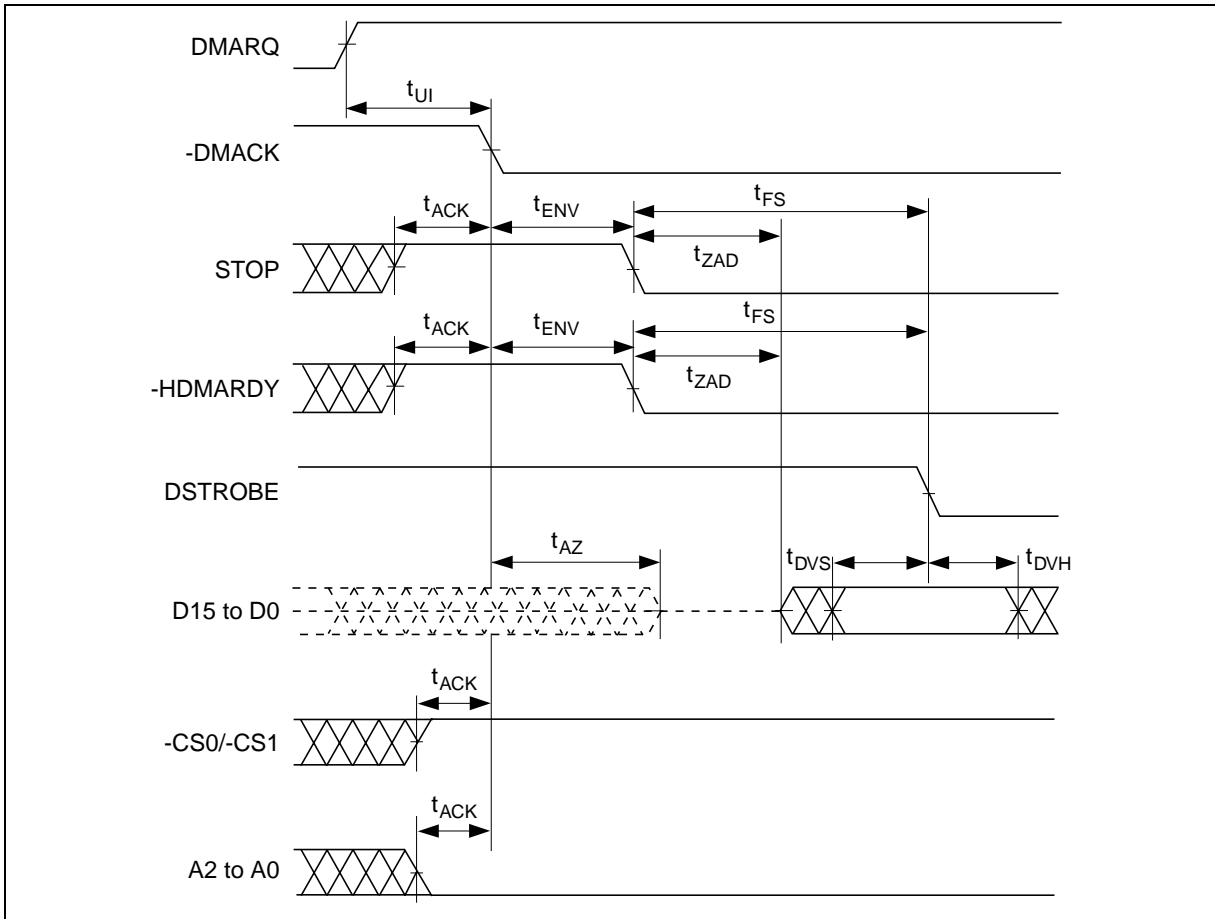 DMARQ
tUI
-DMACK
tACK tENV tFS
STOP
tZAD
tACK tENV tFS
-HDMARDY
tZAD
DSTROBE
tAZ
tDVS tDVH
D15 to D0
tACK
-CS0/-CS1
tACK
A2 to A0